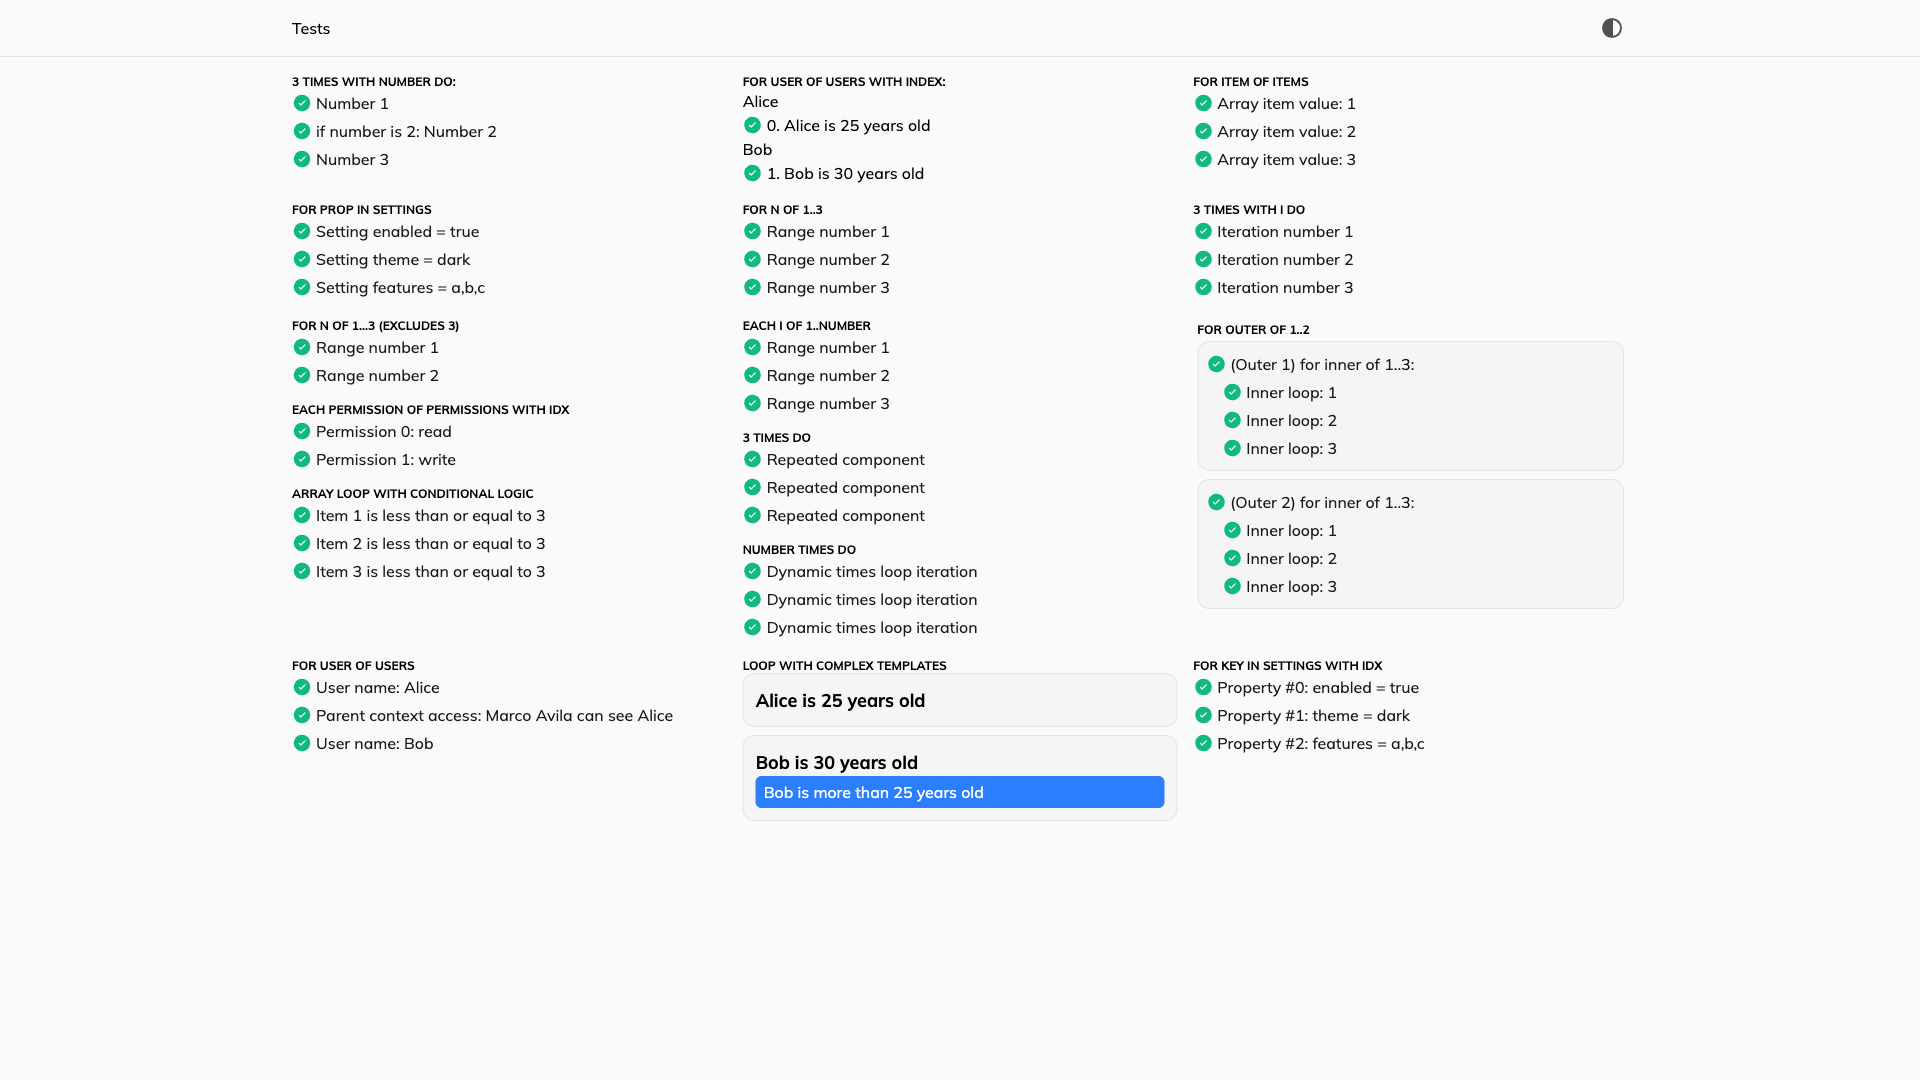 Tests
3 TIMES WITH NUMBER DO:
Number 1
if number is 2: Number 2
Number 3
FOR USER OF USERS WITH INDEX:
Alice
0. Alice is 25 years old
Bob
1. Bob is 30 years old
FOR ITEM OF ITEMS
Array item value: 1
Array item value: 2
Array item value: 3
FOR PROP IN SETTINGS
Setting enabled = true
Setting theme = dark
Setting features = a,b,c
FOR N OF 1..3
Range number 1
Range number 2
Range number 3
3 TIMES WITH I DO
Iteration number 1
Iteration number 2
Iteration number 3
FOR N OF 1...3 (EXCLUDES 3)
Range number 1
Range number 2
EACH PERMISSION OF PERMISSIONS WITH IDX
Permission 0: read
Permission 1: write
ARRAY LOOP WITH CONDITIONAL LOGIC
Item 1 is less than or equal to 3
Item 2 is less than or equal to 3
Item 3 is less than or equal to 3
EACH I OF 1..NUMBER
Range number 1
Range number 2
Range number 3
3 TIMES DO
Repeated component
Repeated component
Repeated component
NUMBER TIMES DO
Dynamic times loop iteration
Dynamic times loop iteration
Dynamic times loop iteration
FOR OUTER OF 1..2
(Outer 1) for inner of 1..3:
Inner loop: 1
Inner loop: 2
Inner loop: 3
(Outer 2) for inner of 1..3:
Inner loop: 1
Inner loop: 2
Inner loop: 3
FOR USER OF USERS
User name: Alice
Parent context access: Marco Avila can see Alice
User name: Bob
LOOP WITH COMPLEX TEMPLATES
Alice is 25 years old
Bob is 30 years old
Bob is more than 25 years old
FOR KEY IN SETTINGS WITH IDX
Property #0: enabled = true
Property #1: theme = dark
Property #2: features = a,b,c